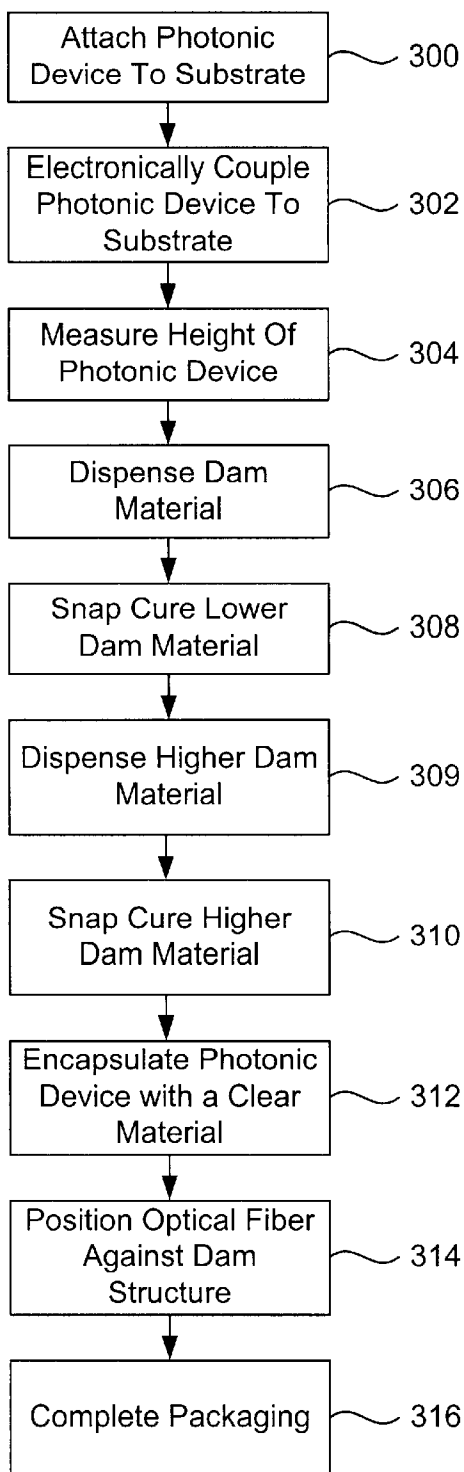 Attach Photonic
Device To Substrate
300
Electronically Couple
Photonic Device To
Substrate
302
Measure Height Of
Photonic Device
304
Dispense Dam
Material
306
Snap Cure Lower
Dam Material
308
Dispense Higher Dam
Material
309
Snap Cure Higher
Dam Material
310
Encapsulate Photonic
Device with a Clear
Material
312
Position Optical Fiber
Against Dam
Structure
314
Complete Packaging
316